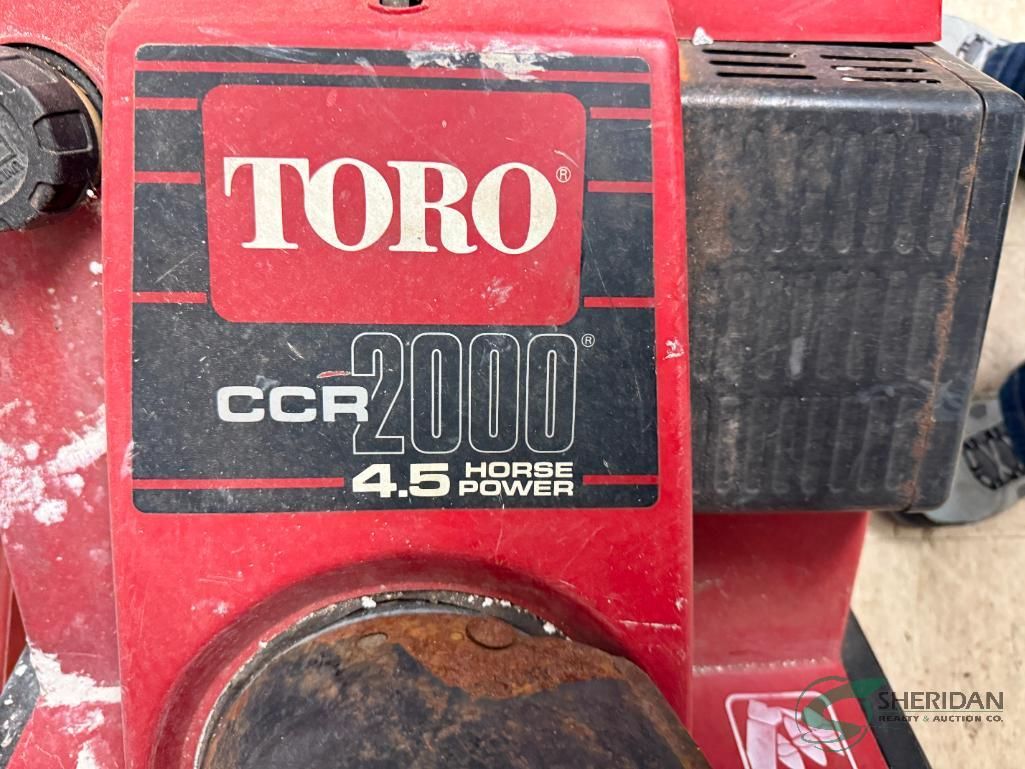 TORO®
CCR 2000®
4.5 HORSE POWER
SHERIDAN
REALTY & AUCTION CO.